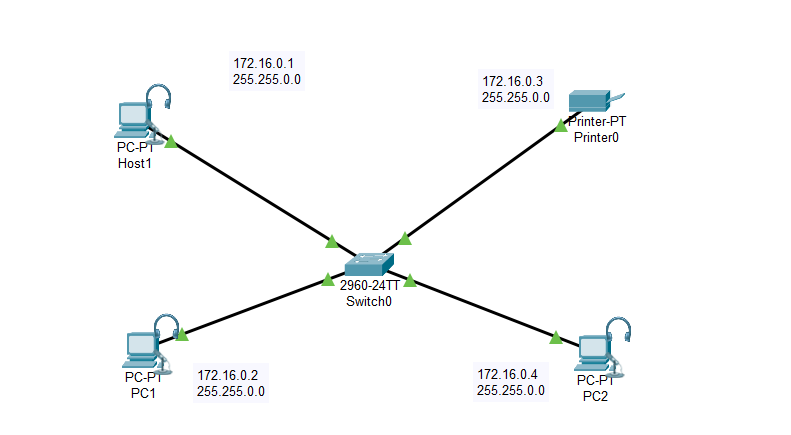 172.16.0.1
255.255.0.0
172.16.0.3
255.255.0.0
PC-PT
Host1
Printer-PT
Printer0
2960-24TT
Switch0
PC-PT
PC1
172.16.0.2
255.255.0.0
172.16.0.4
255.255.0.0
PC-PT
PC2